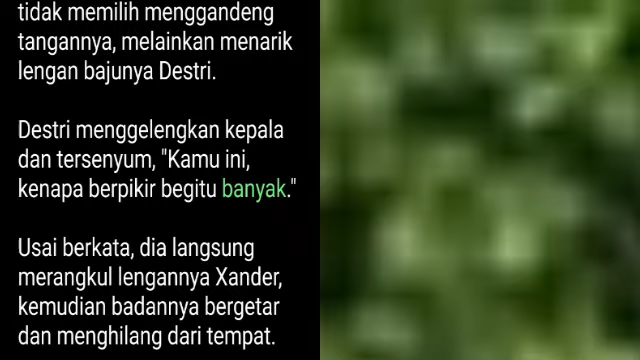 tidak memilih menggandeng
tangannya, melainkan menarik
lengan bajunya Destri.
Destri menggelengkan kepala
dan tersenyum, "Kamu ini,
kenapa berpikir begitu banyak."
Usai berkata, dia langsung
merangkul lengannya Xander,
kemudian badannya bergetar
dan menghilang dari tempat.